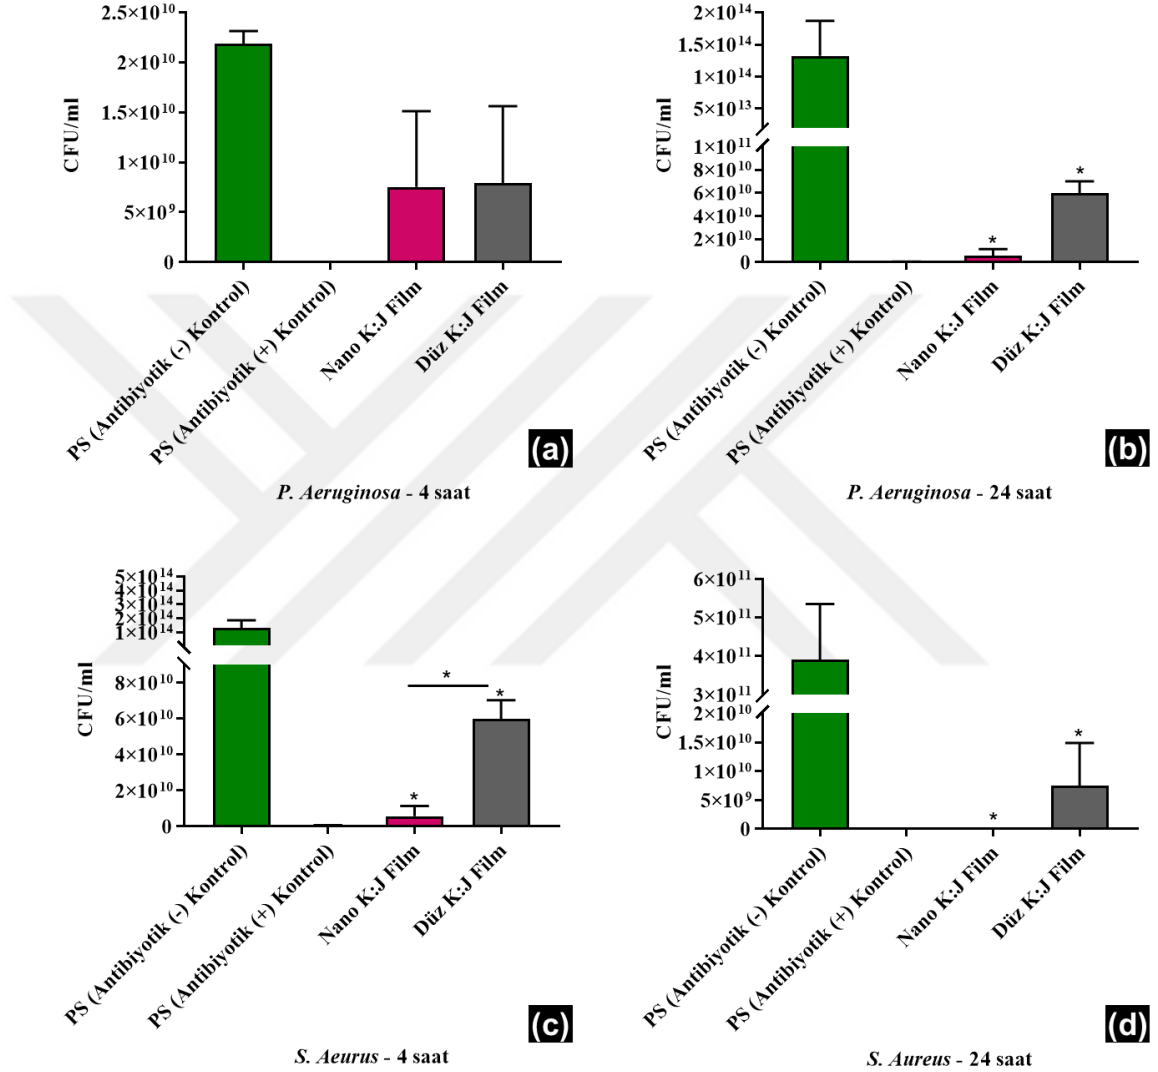 2.5×10¹⁰
2×10¹⁰
1.5×10¹⁰
1×10¹⁰
5×10⁹
0
CFU/ml
PS (Antibiyotik (-) Kontrol)
PS (Antibiyotik (+) Kontrol)
Nano K:J Film
Düz K:J Film
(a)
P. Aeruginosa - 4 saat
2×10¹⁴
1.5×10¹⁴
1×10¹⁴
5×10¹³
1×10¹¹
8×10¹⁰
6×10¹⁰
4×10¹⁰
2×10¹⁰
0
CFU/ml
*
*
PS (Antibiyotik (-) Kontrol)
PS (Antibiyotik (+) Kontrol)
Nano K:J Film
Düz K:J Film
(b)
P. Aeruginosa - 24 saat
5×10¹⁴
4×10¹⁴
3×10¹⁴
2×10¹⁴
1×10¹⁴
8×10¹⁰
6×10¹⁰
4×10¹⁰
2×10¹⁰
0
CFU/ml
*
*
*
PS (Antibiyotik (-) Kontrol)
PS (Antibiyotik (+) Kontrol)
Nano K:J Film
Düz K:J Film
(c)
S. Aeurus - 4 saat
6×10¹¹
5×10¹¹
4×10¹¹
3×10¹¹
2×10¹⁰
1.5×10¹⁰
1×10¹⁰
5×10⁹
0
CFU/ml
*
*
PS (Antibiyotik (-) Kontrol)
PS (Antibiyotik (+) Kontrol)
Nano K:J Film
Düz K:J Film
(d)
S. Aureus - 24 saat